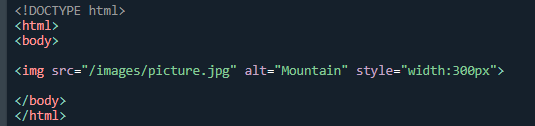 <!DOCTYPE html>
<html>
<body>
<img src="/images/picture.jpg" alt="Mountain" style="width:300px">
</body>
</html>